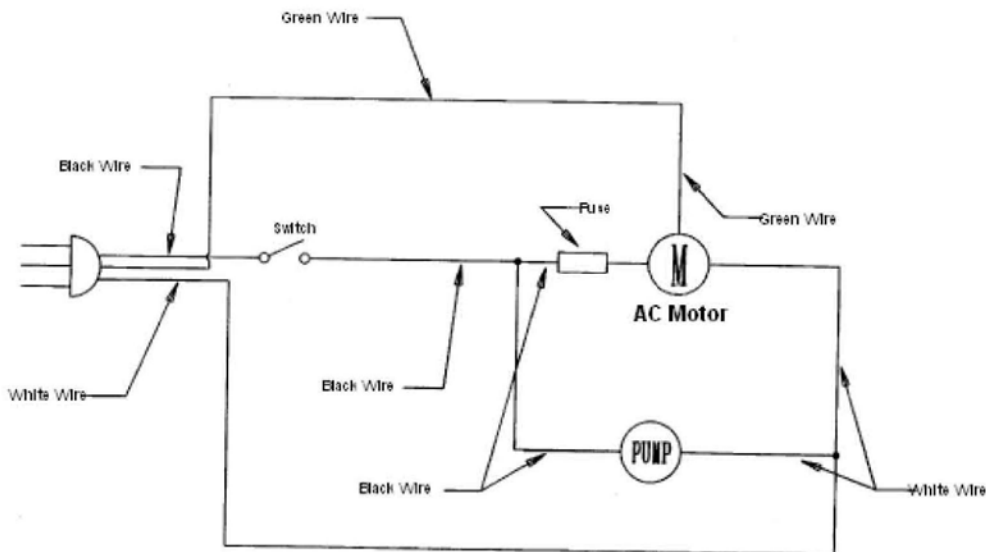 Green Wire
Black Wire
Fuse
Green Wire
Switch
M
AC Motor
Black Wire
White Wire
PUMP
Black Wire
White Wire